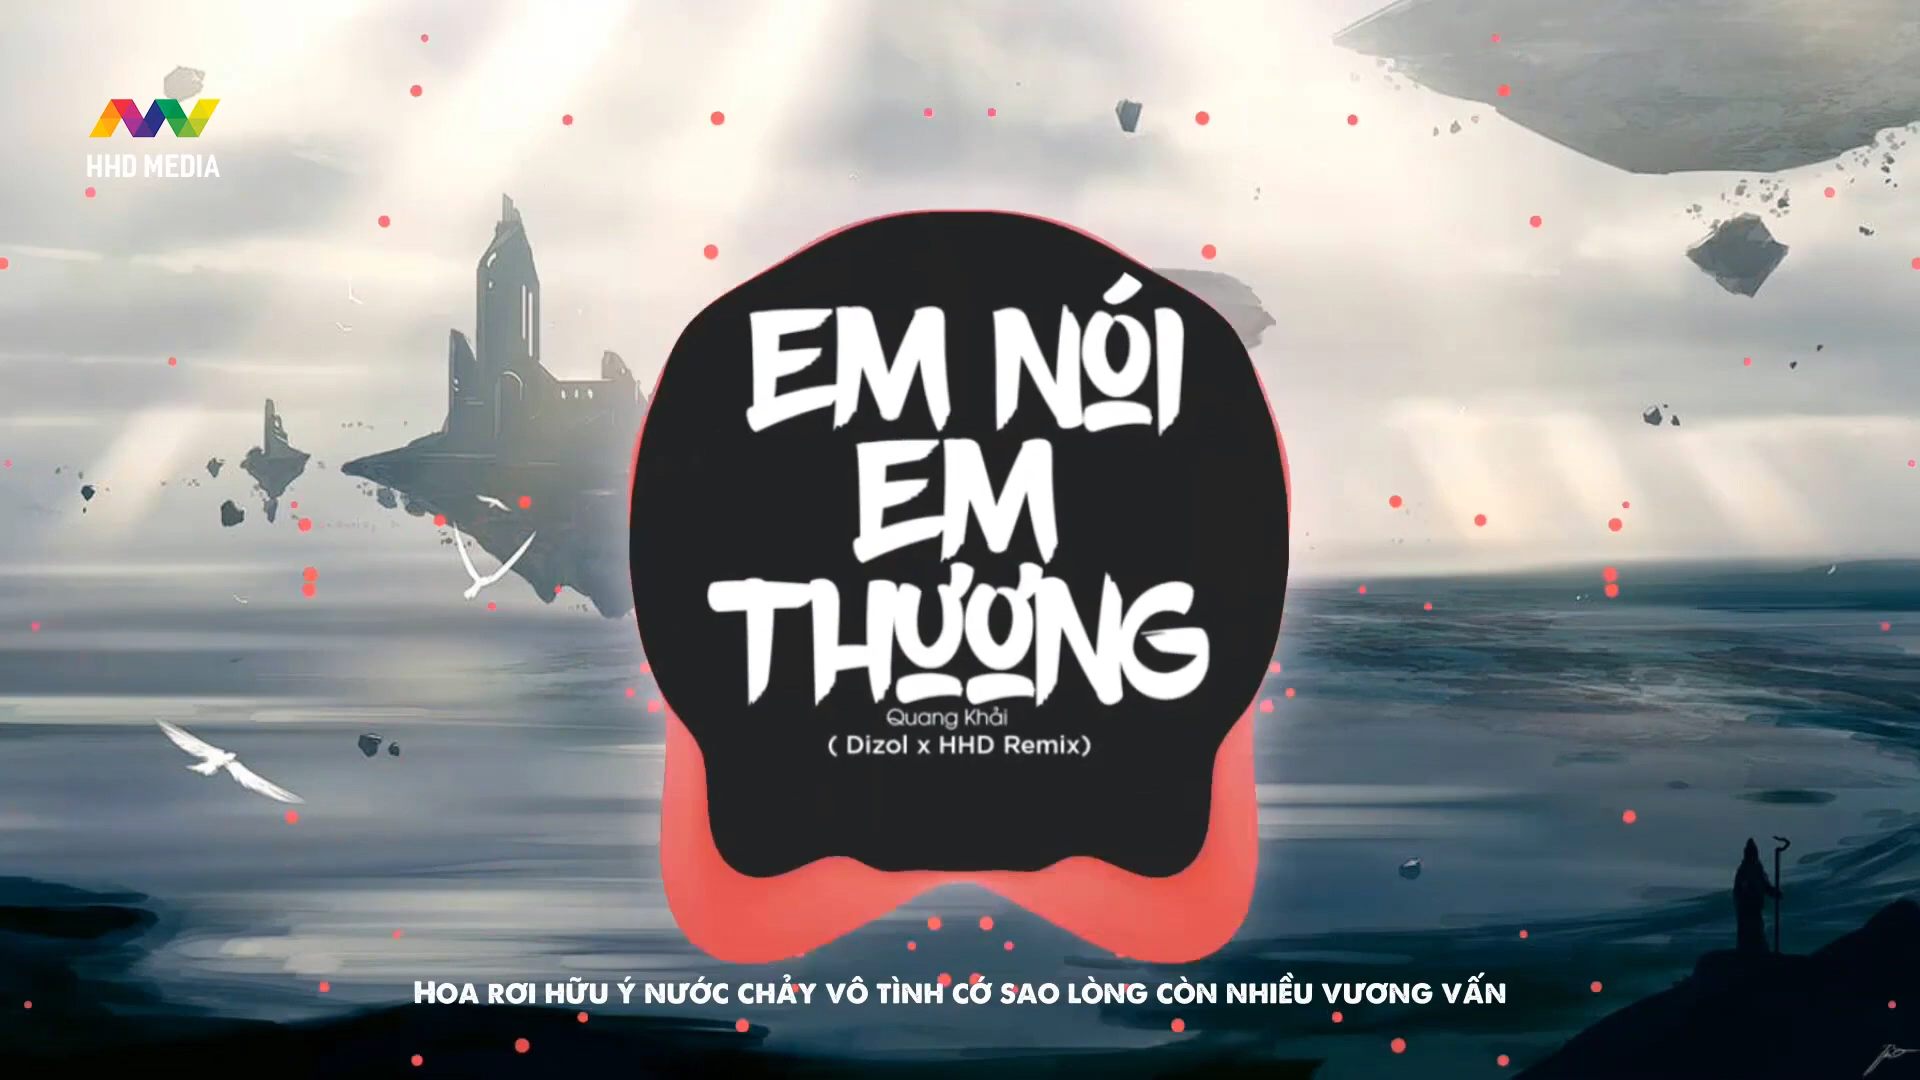 HHD MEDIA
EM NÓI
EM
THƯƠNG
Quang Khải
( Dizol x HHD Remix)
HOA RƠI HỮU Ý NƯỚC CHẢY VÔ TÌNH CỚ SAO LÒNG CÒN NHIỀU VƯƠNG VẤN